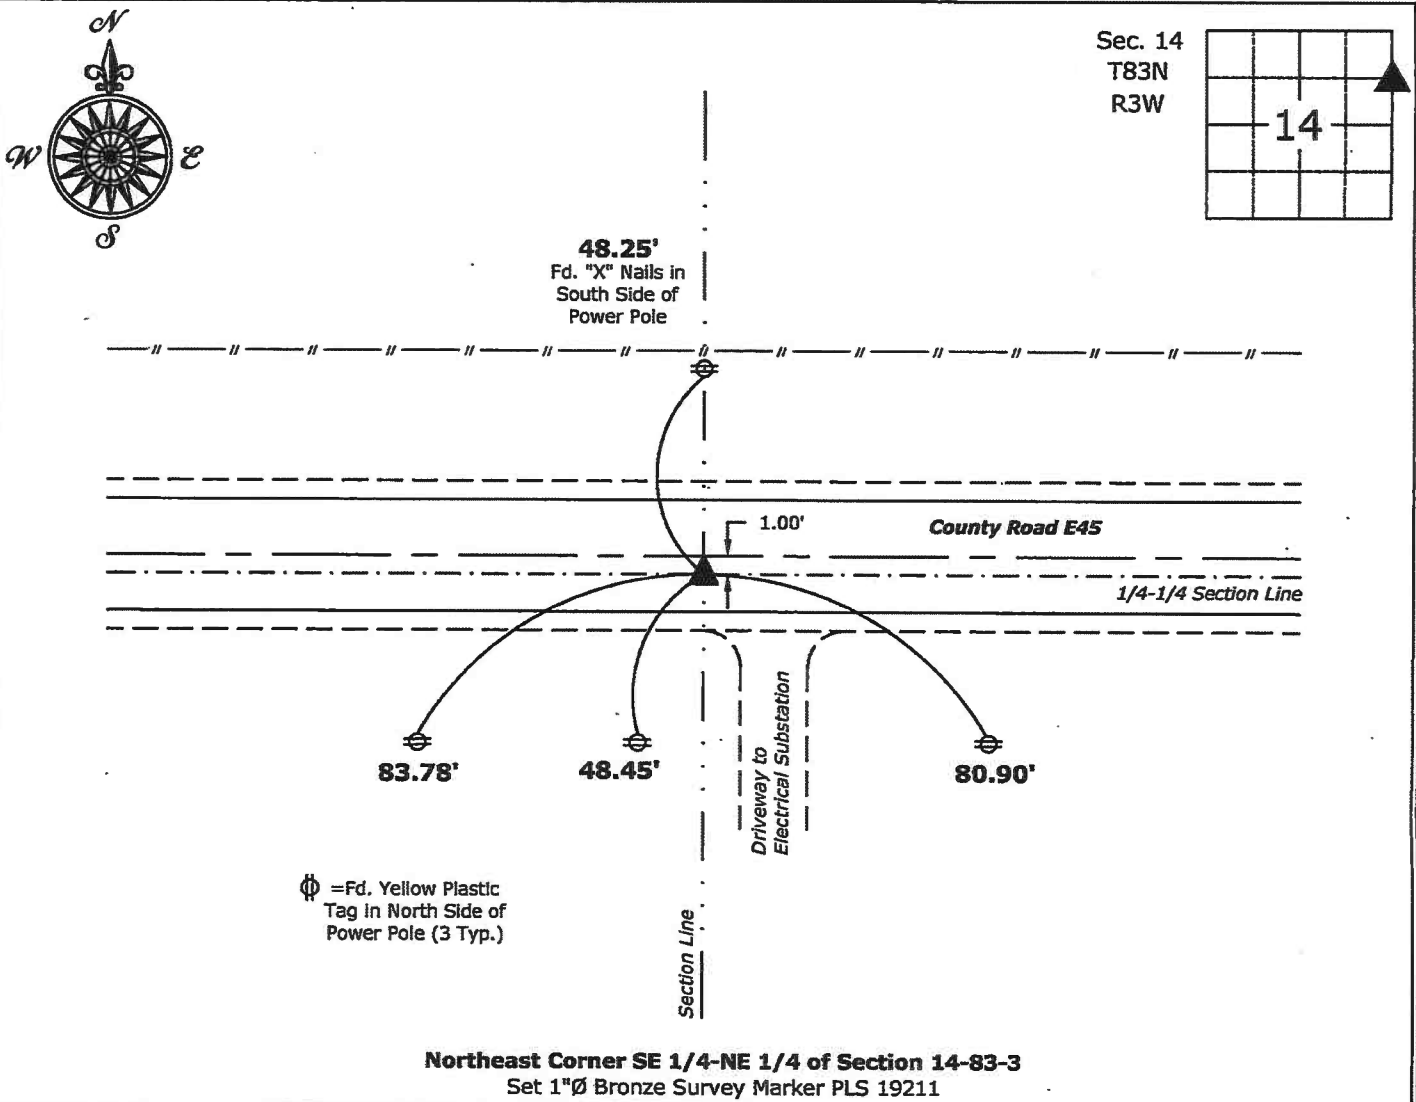 N
W
E
S
Sec. 14
T83N
R3W
14
48.25'
Fd. "X" Nails in
South Side of
Power Pole
1.00'
County Road E45
1/4-1/4 Section Line
83.78'
48.45'
80.90'
Driveway to
Electrical Substation
=Fd. Yellow Plastic
Tag in North Side of
Power Pole (3 Typ.)
Section Line
Northeast Corner SE 1/4-NE 1/4 of Section 14-83-3
Set 1"Ø Bronze Survey Marker PLS 19211